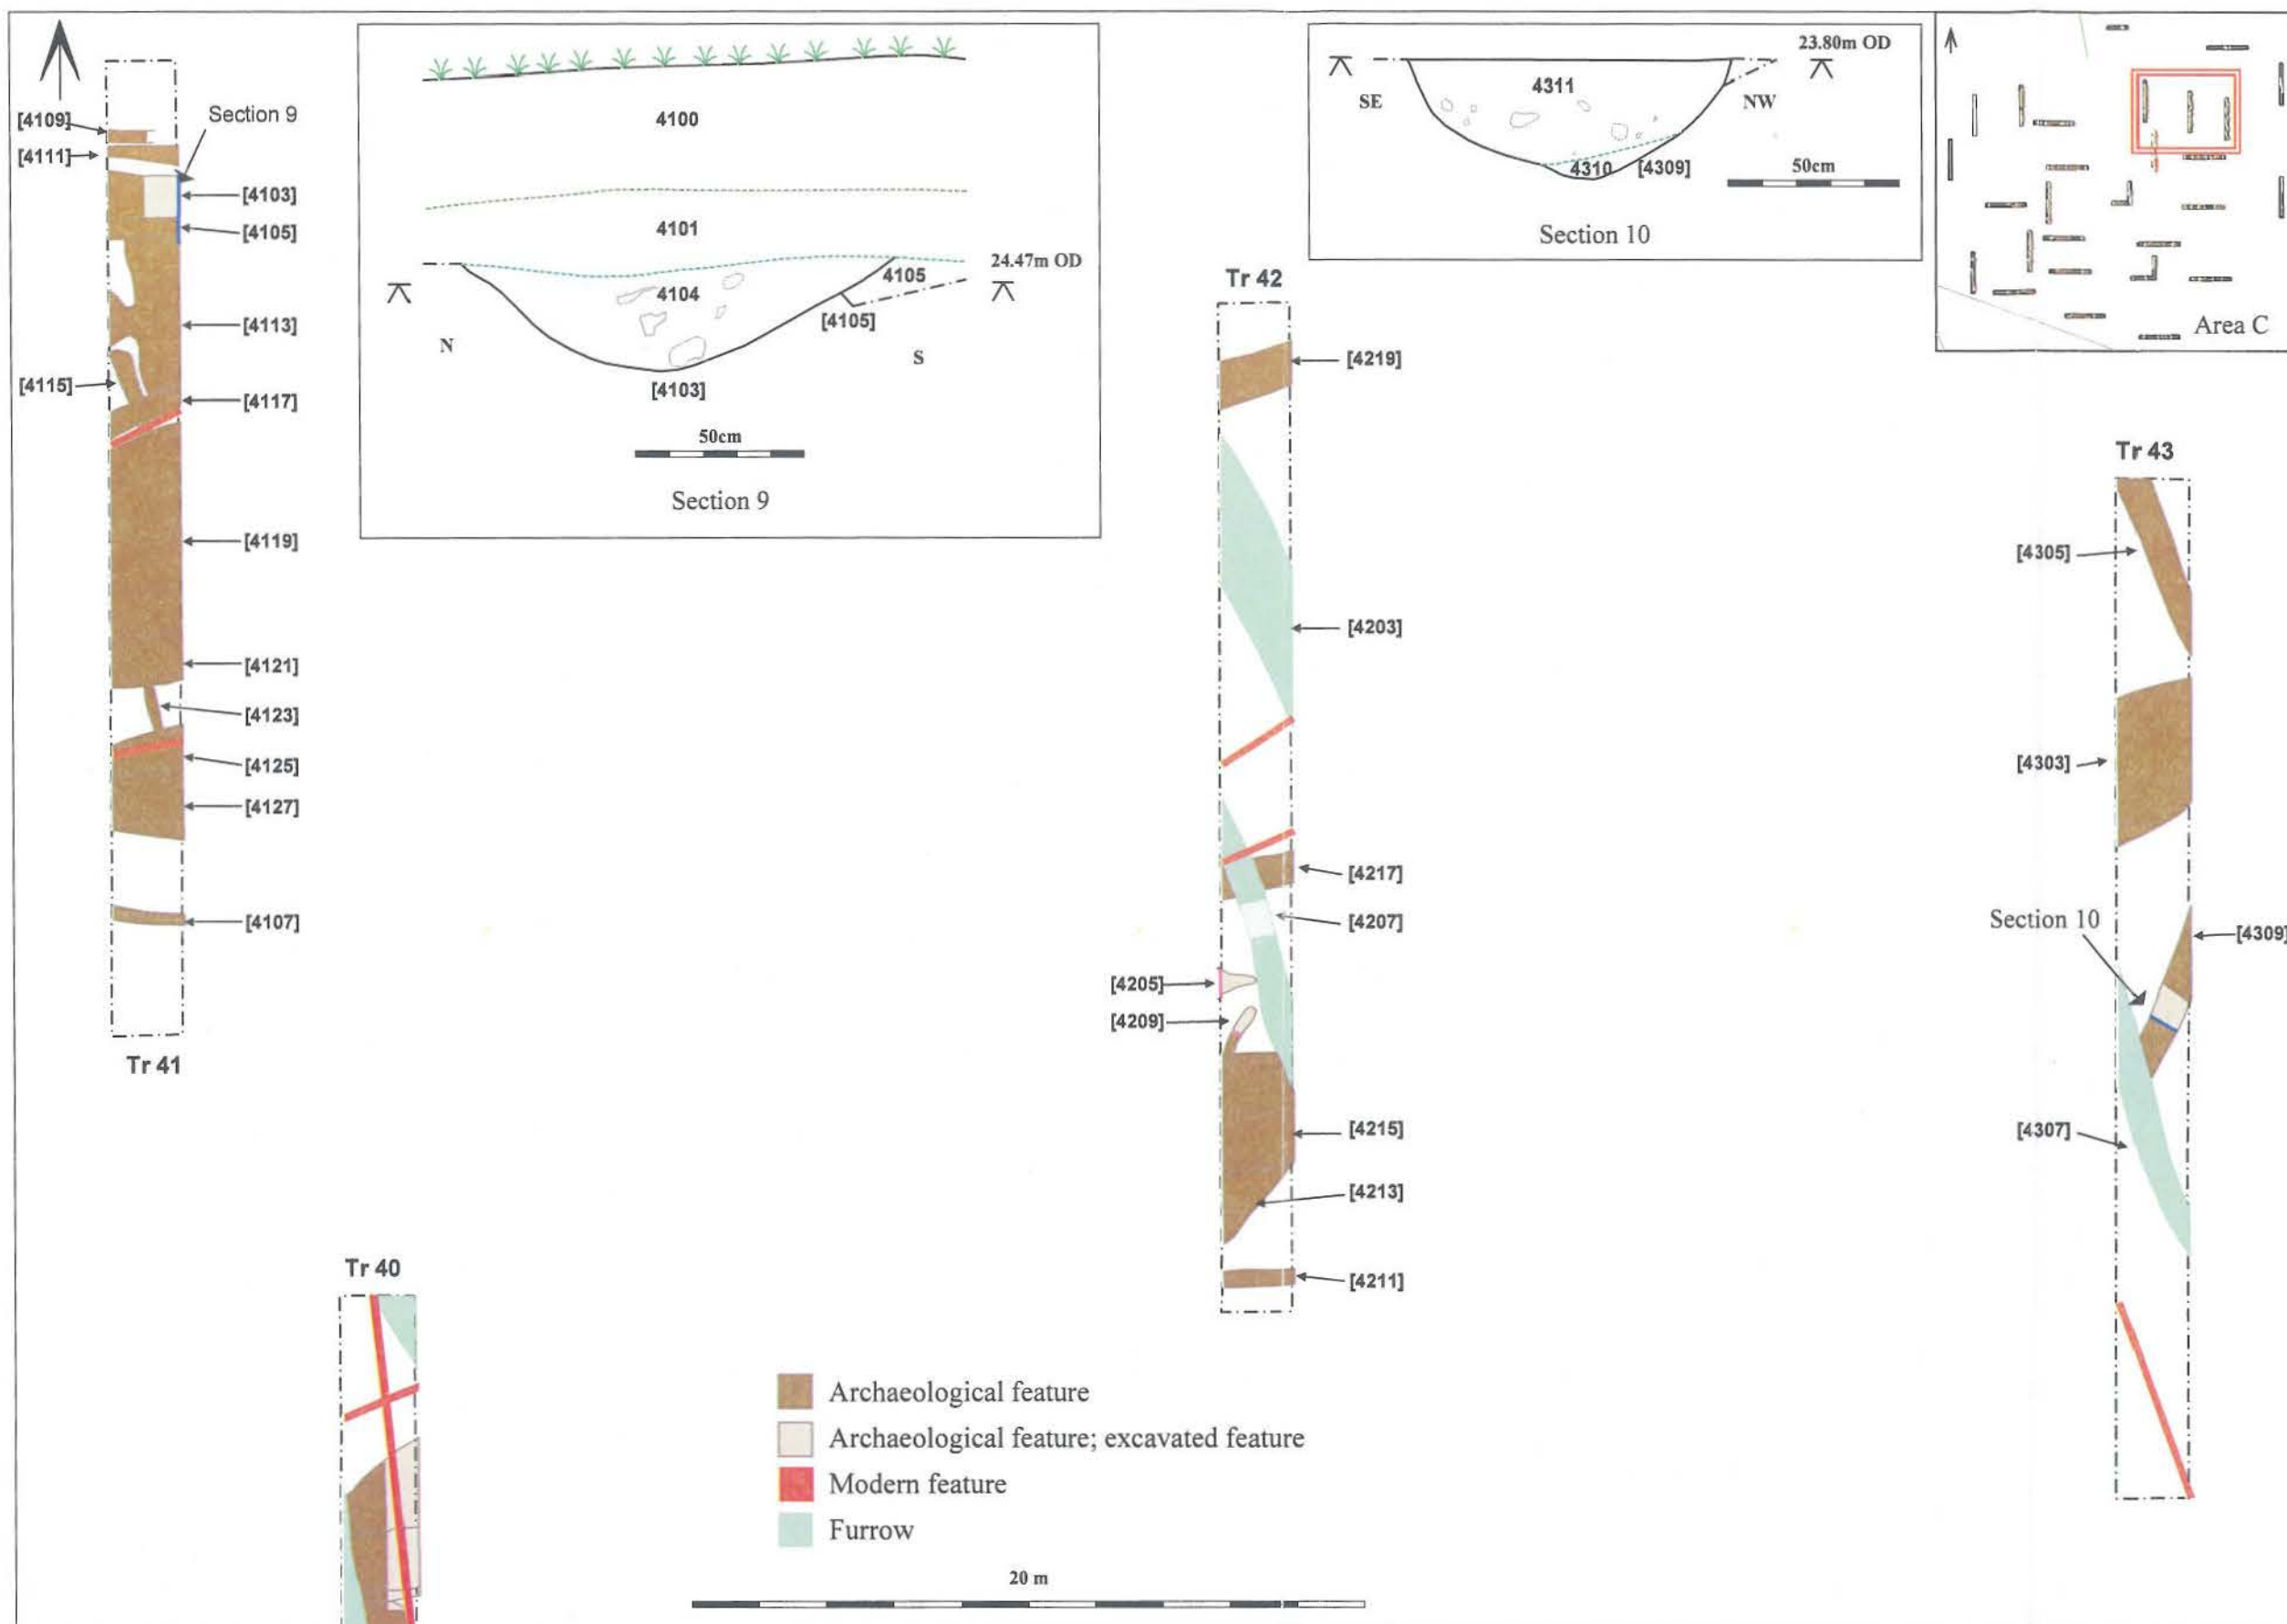 [4109]
Section 9
[4111]
[4103]
[4105]
[4113]
[4115]
[4117]
[4119]
[4121]
[4123]
[4125]
[4127]
[4107]
Tr 41
4100
4101
24.47m OD
4105
4104
[4105]
N
S
[4103]
50cm
Section 9
23.80m OD
4311
SE
NW
4310
[4309]
50cm
Section 10
Area C
Tr 42
[4219]
[4203]
[4217]
[4207]
[4205]
[4209]
[4215]
[4213]
[4211]
Tr 43
[4305]
[4303]
Section 10
[4309]
[4307]
Tr 40
Archaeological feature
Archaeological feature; excavated feature
Modern feature
Furrow
20 m